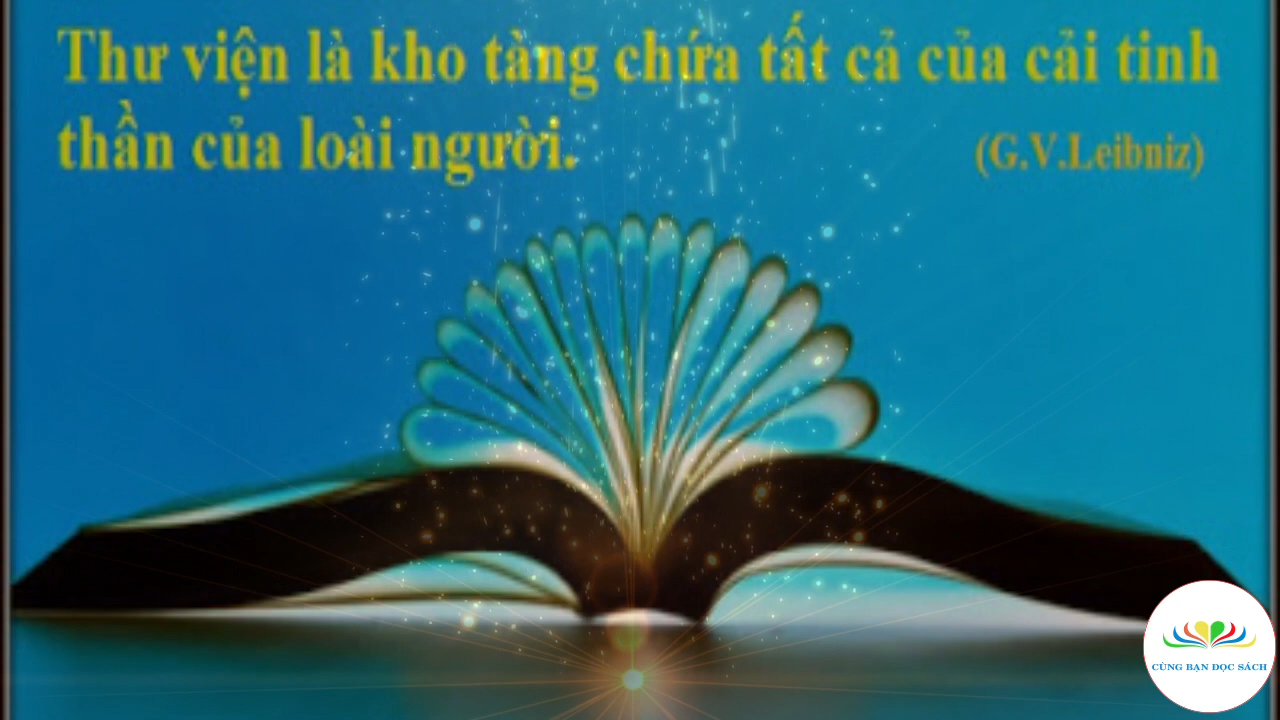 Thư viện là kho tàng chứa tất cả của cải tinh
thần của loài người.
(G.V.Leibniz)
CÙNG BẠN ĐỌC SÁCH